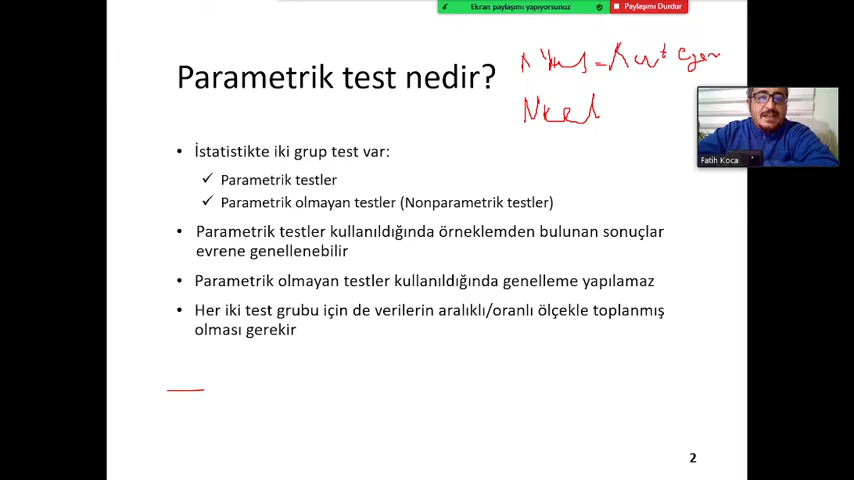 Ekran paylaşımı yapıyorsunuz
Paylaşımı Durdur
Parametrik test nedir?
Fatih Koca
• İstatistikte iki grup test var:
✓ Parametrik testler
✓ Parametrik olmayan testler (Nonparametrik testler)
• Parametrik testler kullanıldığında örneklemden bulunan sonuçlar
evrene genellenebilir
• Parametrik olmayan testler kullanıldığında genelleme yapılamaz
• Her iki test grubu için de verilerin aralıklı/oranlı ölçekle toplanmış
olması gerekir
2